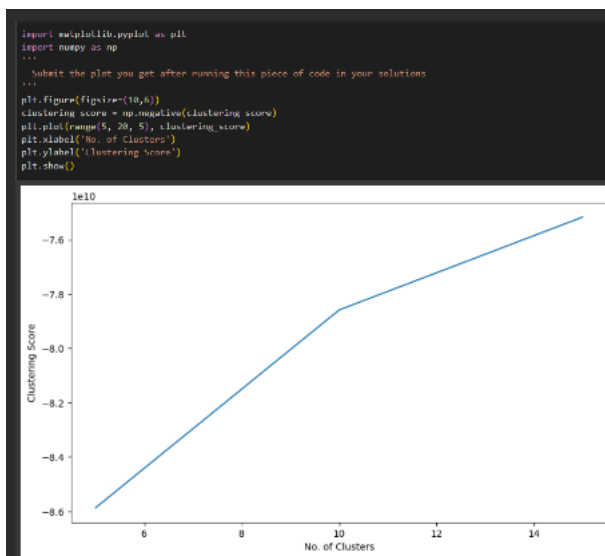 import matplotlib.pyplot as plt
import numpy as np
'''
Submit the plot you get after running this piece of code in your solutions
'''
plt.figure(figsize=(10,6))
clustering_score = np.negative(clustering_score)
plt.plot(range(5, 20, 5), clustering_score)
plt.xlabel('No. of Clusters')
plt.ylabel('Clustering Score')
plt.show()
1e10
−7.6
−7.8
−8.0
−8.2
−8.4
−8.6
Clustering Score
6 8 10 12 14
No. of Clusters